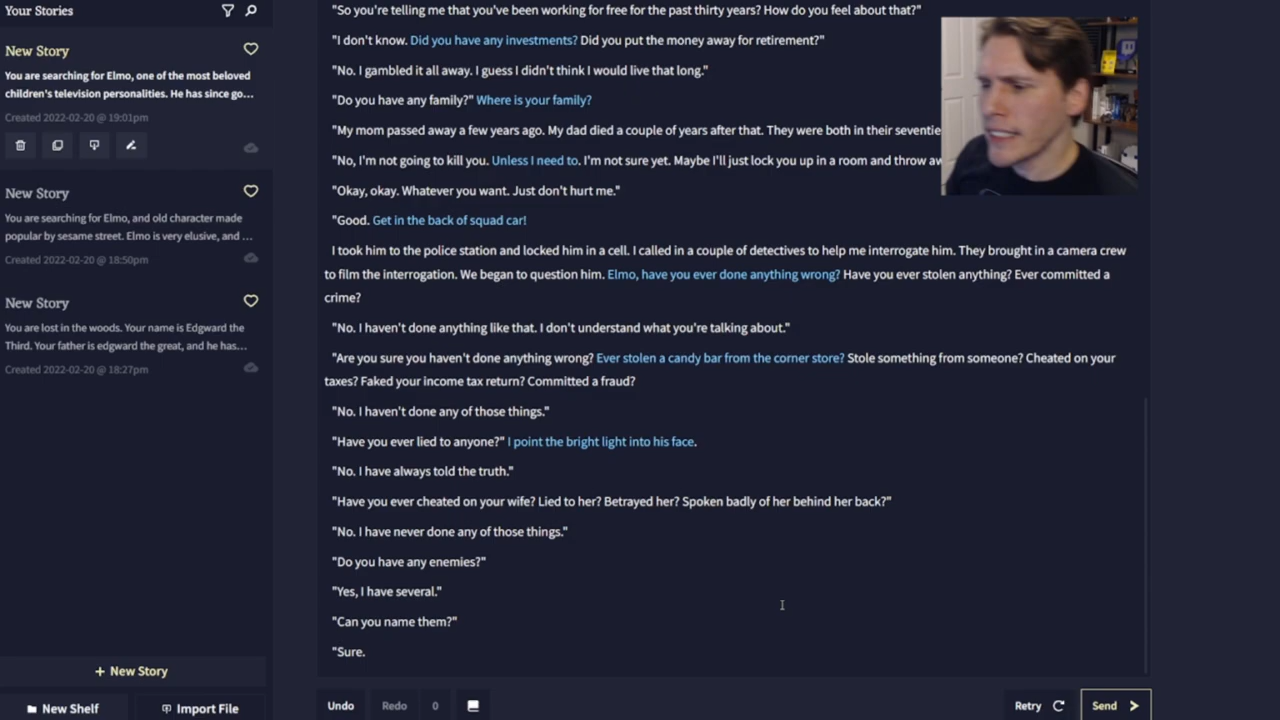 Your Stories
New Story
You are searching for Elmo, one of the most beloved
children's television personalities. He has since go...
Created 2022-02-20 @ 19:01pm
New Story
You are searching for Elmo, and old character made
popular by sesame street. Elmo is very elusive, and ...
Created 2022-02-20 @ 18:50pm
New Story
You are lost in the woods. Your name is Edgward the
Third. Your father is edgward the great, and he has...
Created 2022-02-20 @ 18:27pm
+ New Story
New Shelf
Import File
"So you're telling me that you've been working for free for the past thirty years? How do you feel about that?"
"I don't know. Did you have any investments? Did you put the money away for retirement?"
"No. I gambled it all away. I guess I didn't think I would live that long."
"Do you have any family?" Where is your family?
"My mom passed away a few years ago. My dad died a couple of years after that. They were both in their
"No, I'm not going to kill you. Unless I need to. I'm not sure yet. Maybe I'll just lock you up in a room and throw
"Okay, okay. Whatever you want. Just don't hurt me."
"Good. Get in the back of squad car!
I took him to the police station and locked him in a cell. I called in a couple of detectives to help me interrogate him. They brought in a camera crew
to film the interrogation. We began to question him. Elmo, have you ever done anything wrong? Have you ever stolen anything? Ever committed a
crime?
"No. I haven't done anything like that. I don't understand what you're talking about."
"Are you sure you haven't done anything wrong? Ever stolen a candy bar from the corner store? Stole something from someone? Cheated on your
taxes? Faked your income tax return? Committed a fraud?
"No. I haven't done any of those things."
"Have you ever lied to anyone?" I point the bright light into his face.
"No. I have always told the truth."
"Have you ever cheated on your wife? Lied to her? Betrayed her? Spoken badly of her behind her back?"
"No. I have never done any of those things."
"Do you have any enemies?"
"Yes, I have several."
"Can you name them?"
"Sure.
Undo
Redo
0
Retry
Send